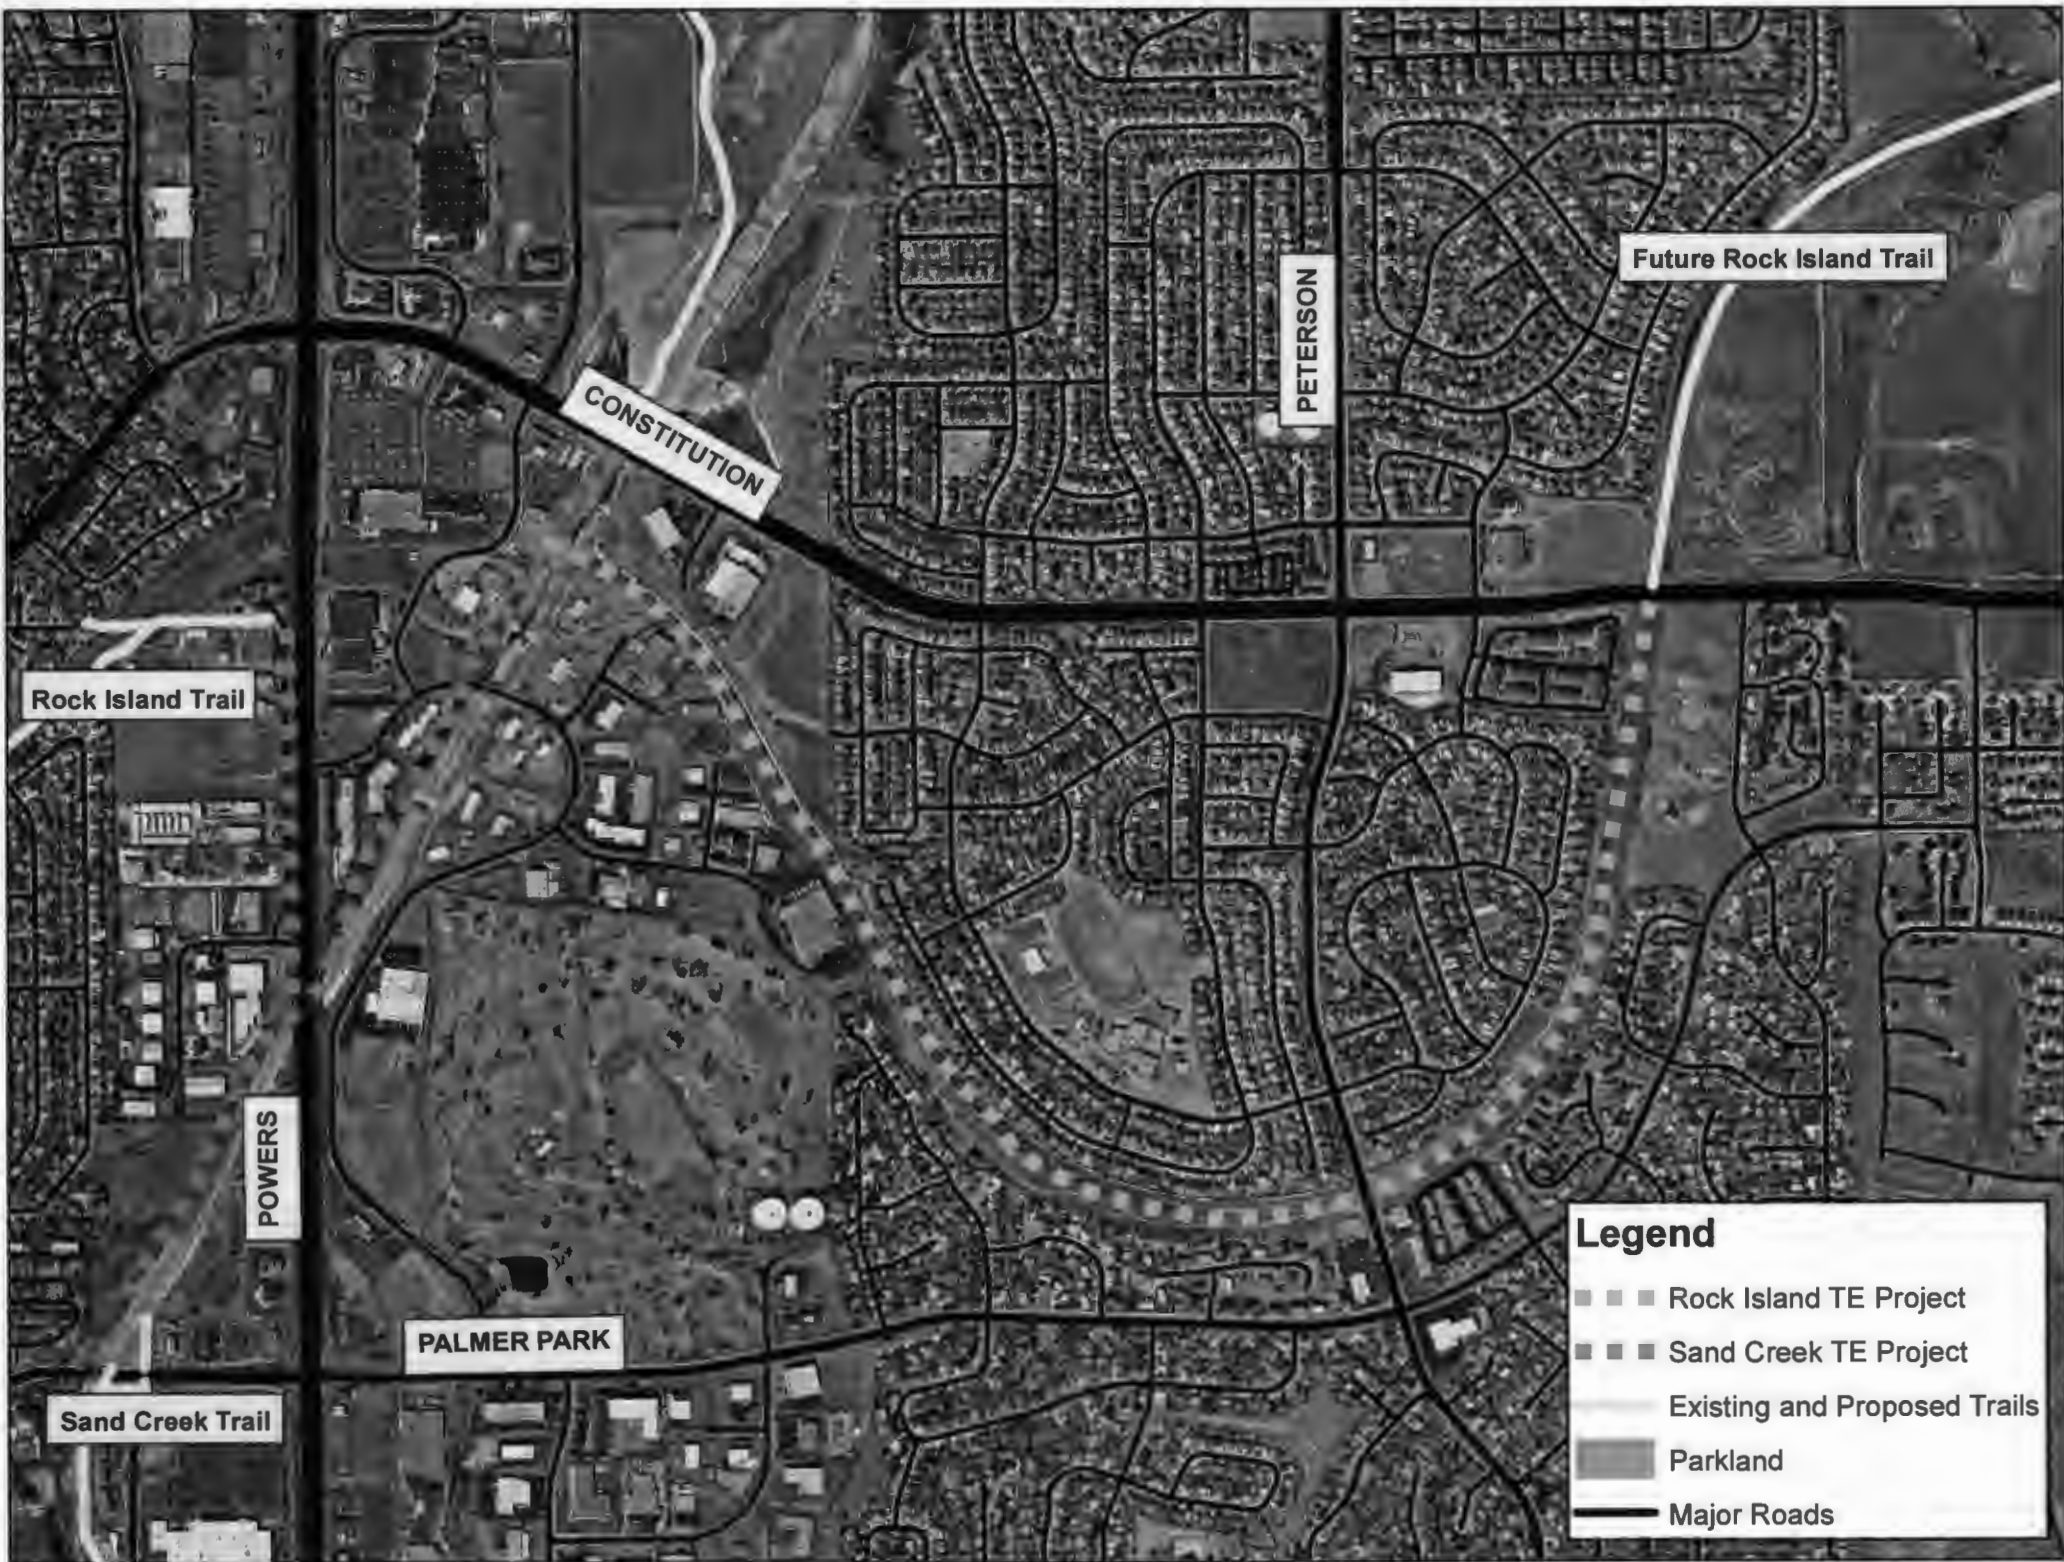 Future Rock Island Trail
PETERSON
CONSTITUTION
Rock Island Trail
POWERS
PALMER PARK
Sand Creek Trail
Legend
Rock Island TE Project
Sand Creek TE Project
Existing and Proposed Trails
Parkland
Major Roads